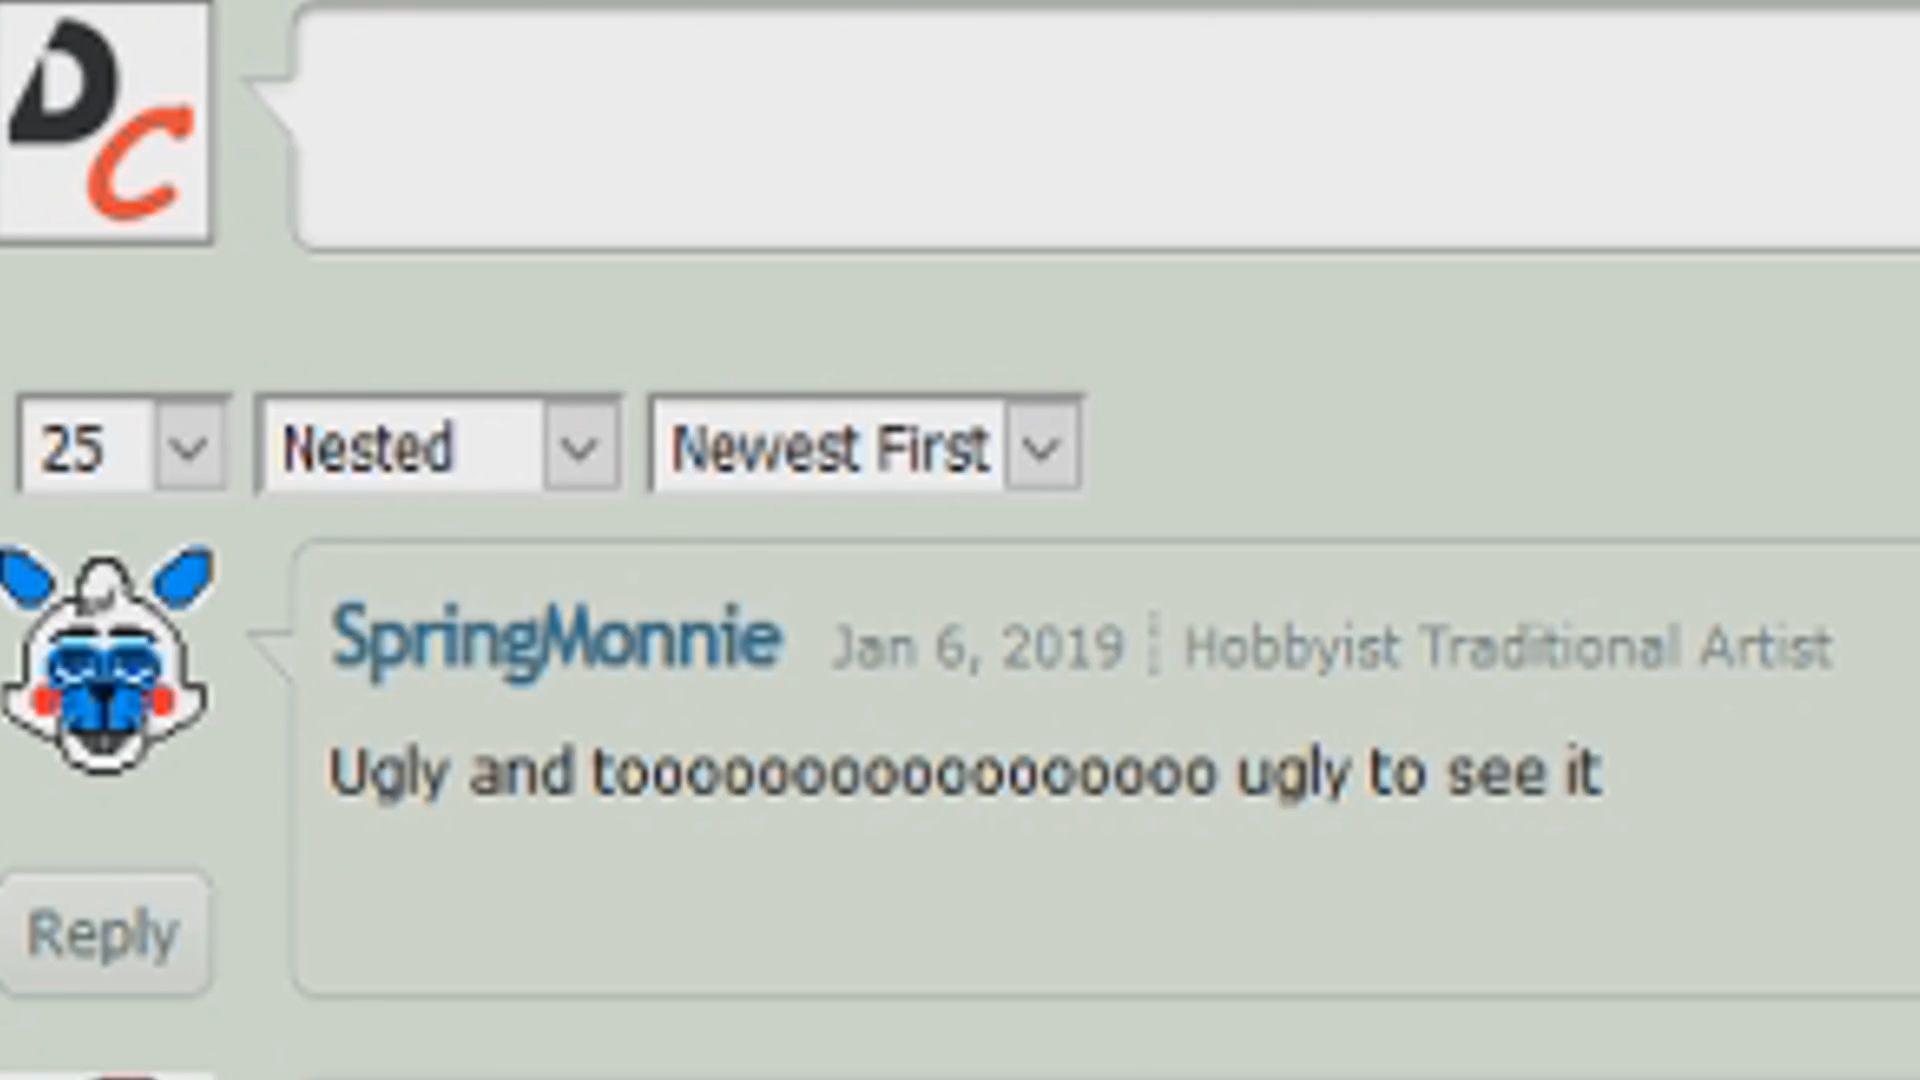 DC
25 Nested Newest First
SpringMonnie Jan 6, 2019 Hobbyist Traditional Artist
Ugly and tooooooooooooooooo ugly to see it
Reply